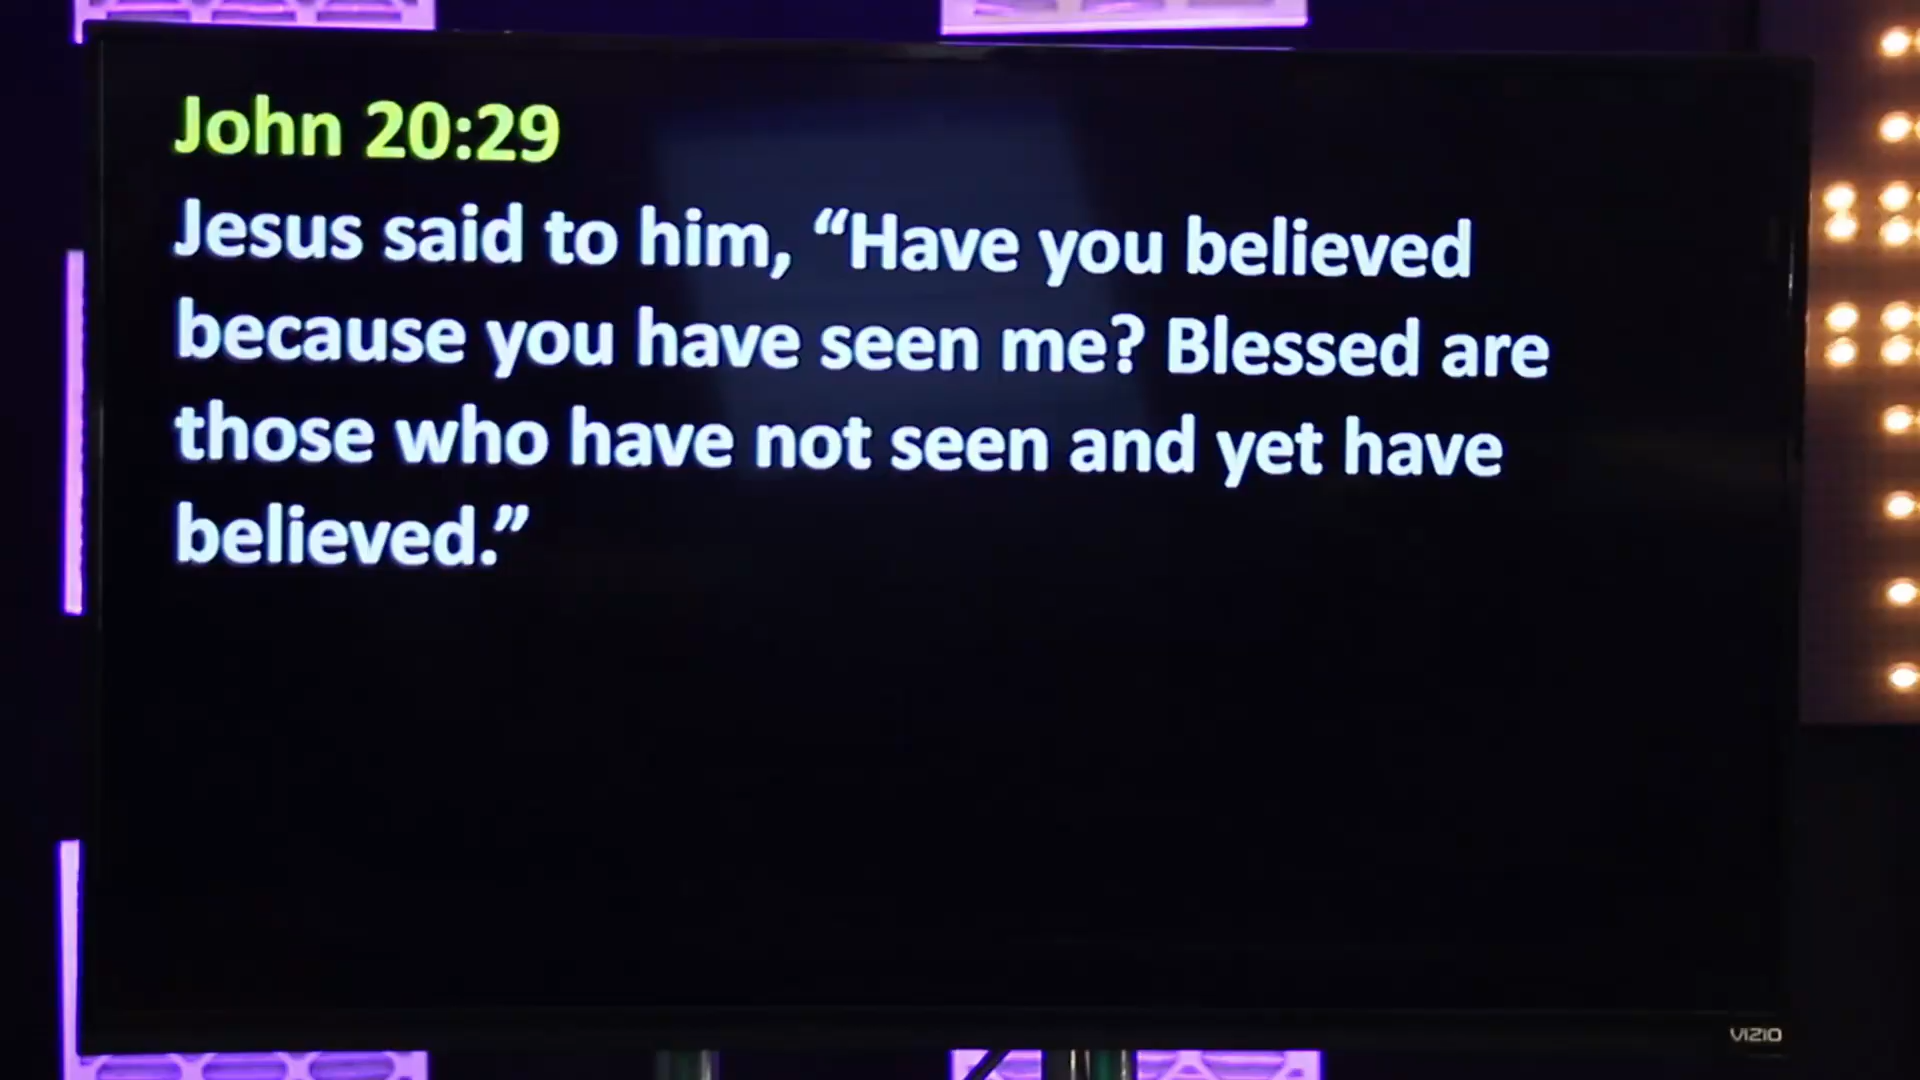 John 20:29
Jesus said to him, “Have you believed
because you have seen me? Blessed are
those who have not seen and yet have
believed.”
VIZIO